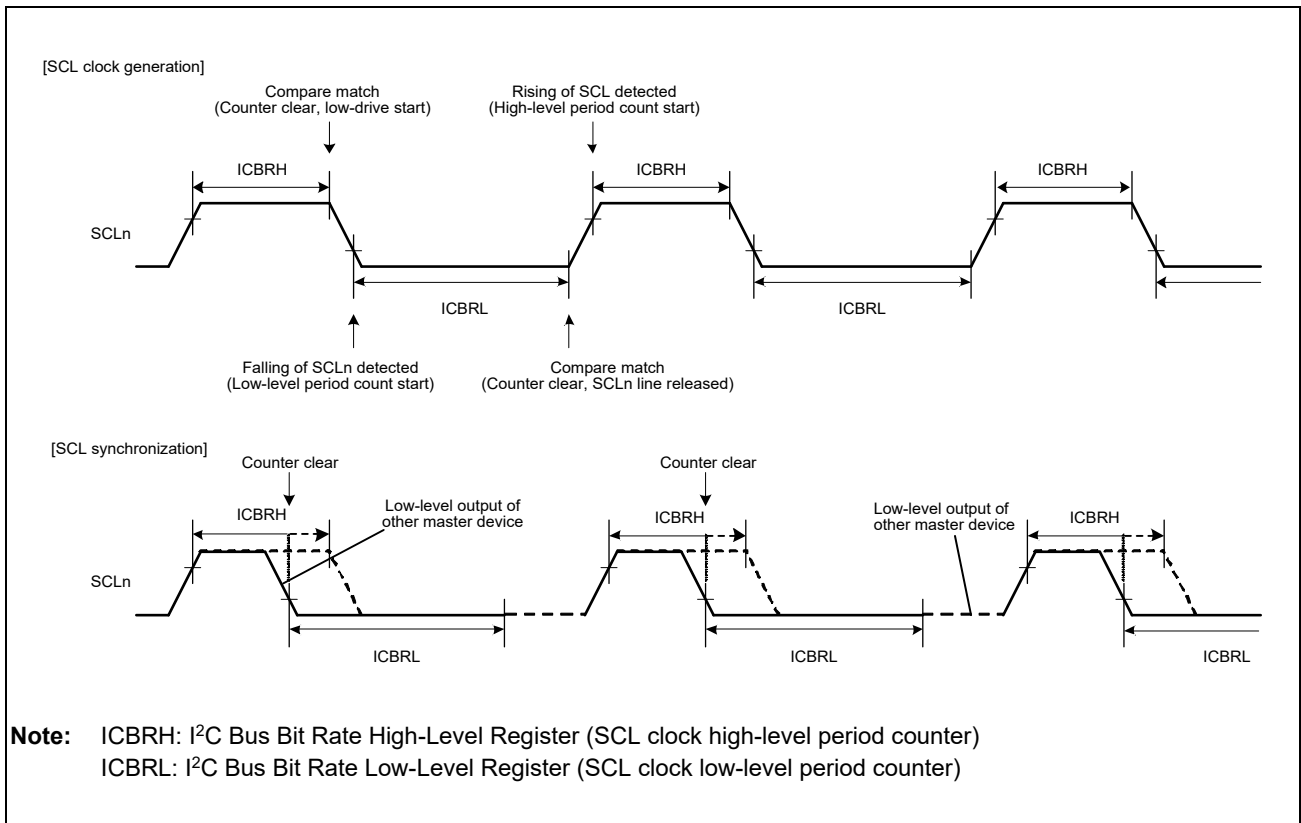 [SCL clock generation]
Compare match
(Counter clear, low-drive start)
Rising of SCL detected
(High-level period count start)
ICBRH
ICBRH
ICBRH
SCLn
ICBRL
ICBRL
Falling of SCLn detected
(Low-level period count start)
Compare match
(Counter clear, SCLn line released)
[SCL synchronization]
Counter clear
Counter clear
Low-level output of
other master device
Low-level output of
other master device
ICBRH
ICBRH
ICBRH
SCLn
ICBRL
ICBRL
ICBRL
Note: ICBRH: I²C Bus Bit Rate High-Level Register (SCL clock high-level period counter)
ICBRL: I²C Bus Bit Rate Low-Level Register (SCL clock low-level period counter)